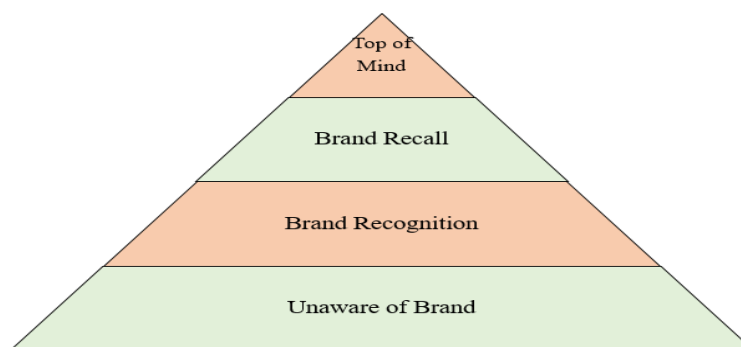 Top of
Mind
Brand Recall
Brand Recognition
Unaware of Brand